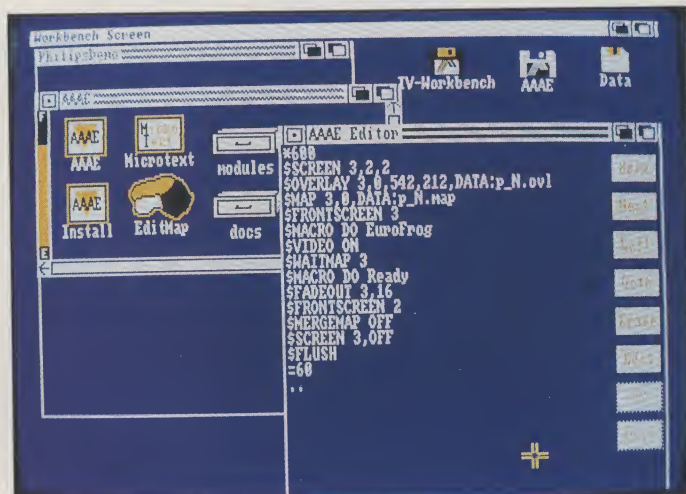 Workbench Screen
Philipsdemo
AAAE
TV-Workbench
AAAE
Data
AAAE
Microtext
modules
Install
EditMap
docs
AAAE Editor
*600
$SCREEN 3,2,2
$OVERLAY 3,0,542,212,DATA:p_N.ovl
$MAP 3,0,DATA:p_N.map
$FRONTSCREEN 3
$MACRO DO EuroFrog
$VIDEO ON
$WAITMAP 3
$MACRO DO Ready
$FADEOUT 3,16
$FRONTSCREEN 2
$MERGEMAP OFF
$SCREEN 3,OFF
$FLUSH
=60
..